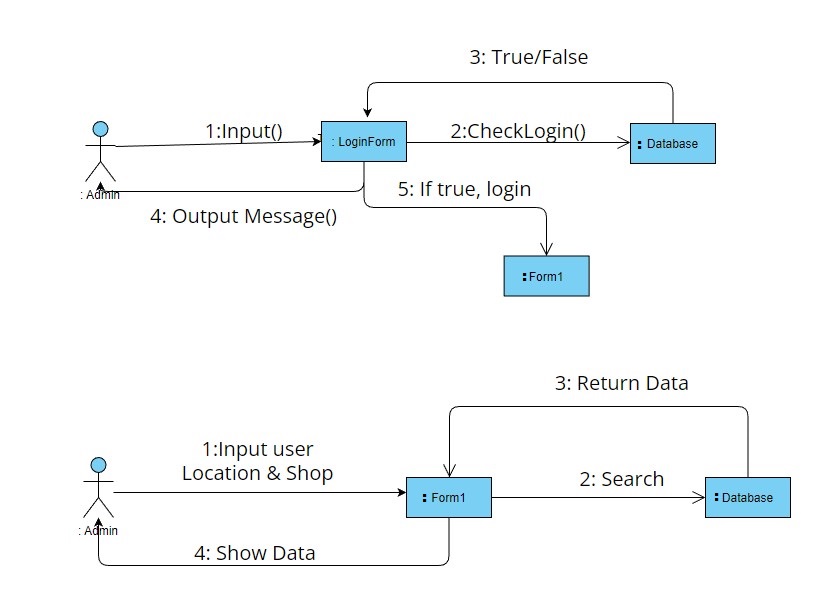 3: True/False
1:Input()
: LoginForm
2:CheckLogin()
: Database
: Admin
5: If true, login
4: Output Message()
: Form1
3: Return Data
1:Input user
Location & Shop
: Form1
2: Search
: Database
: Admin
4: Show Data